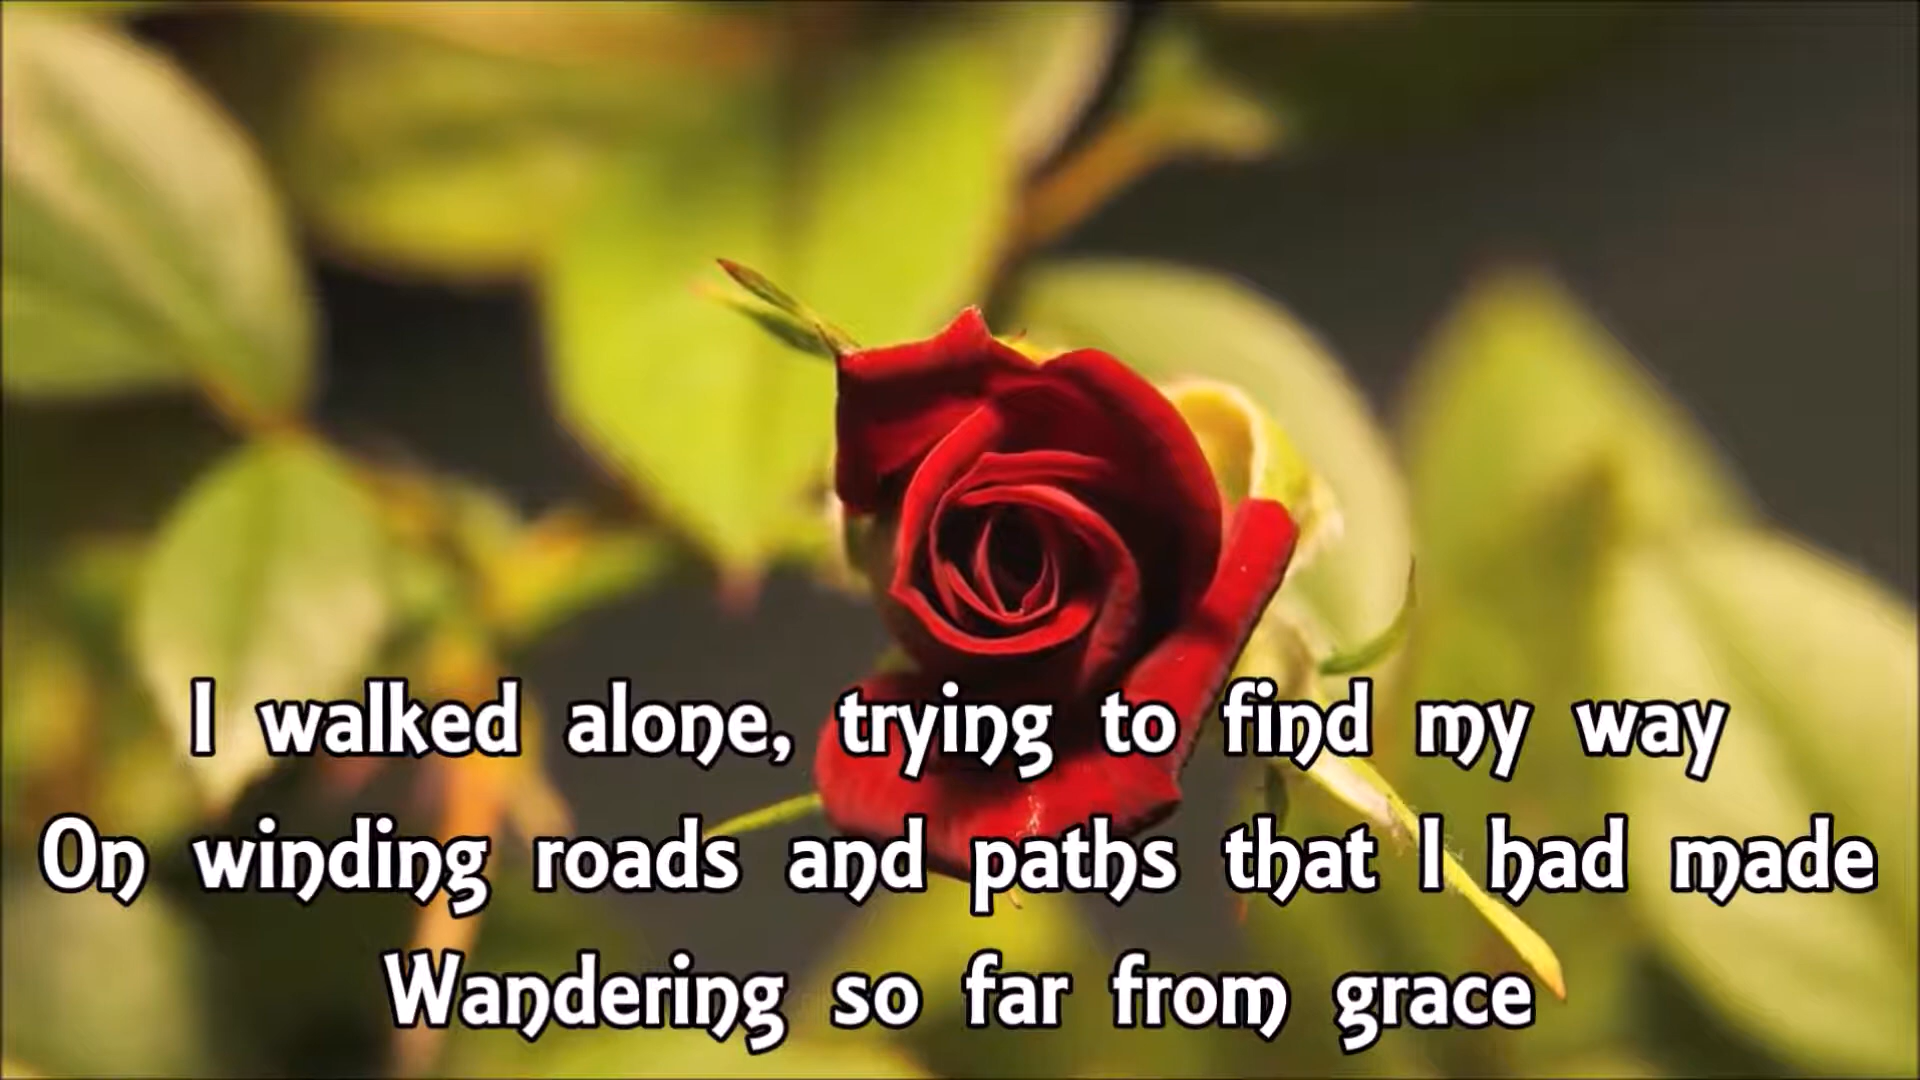 I walked alone, trying to find my way
On winding roads and paths that I had made
Wandering so far from grace